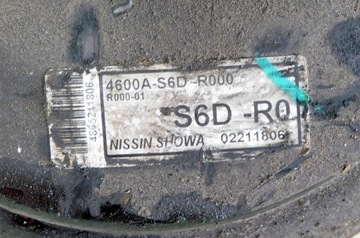 4600A-S6D -R000
R000-01
S6D -R0
NISSIN SHOWA 02211806